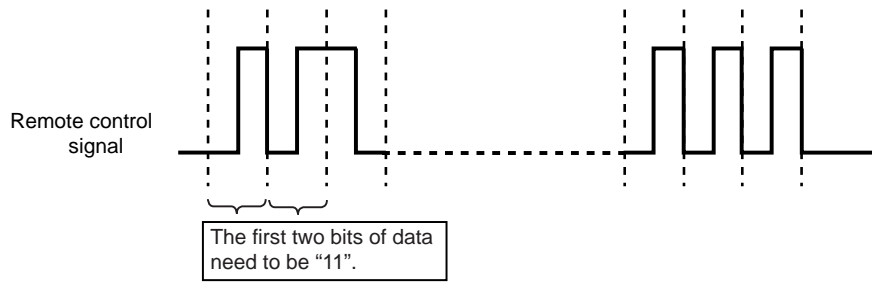 Remote control
signal
The first two bits of data
need to be “11”.